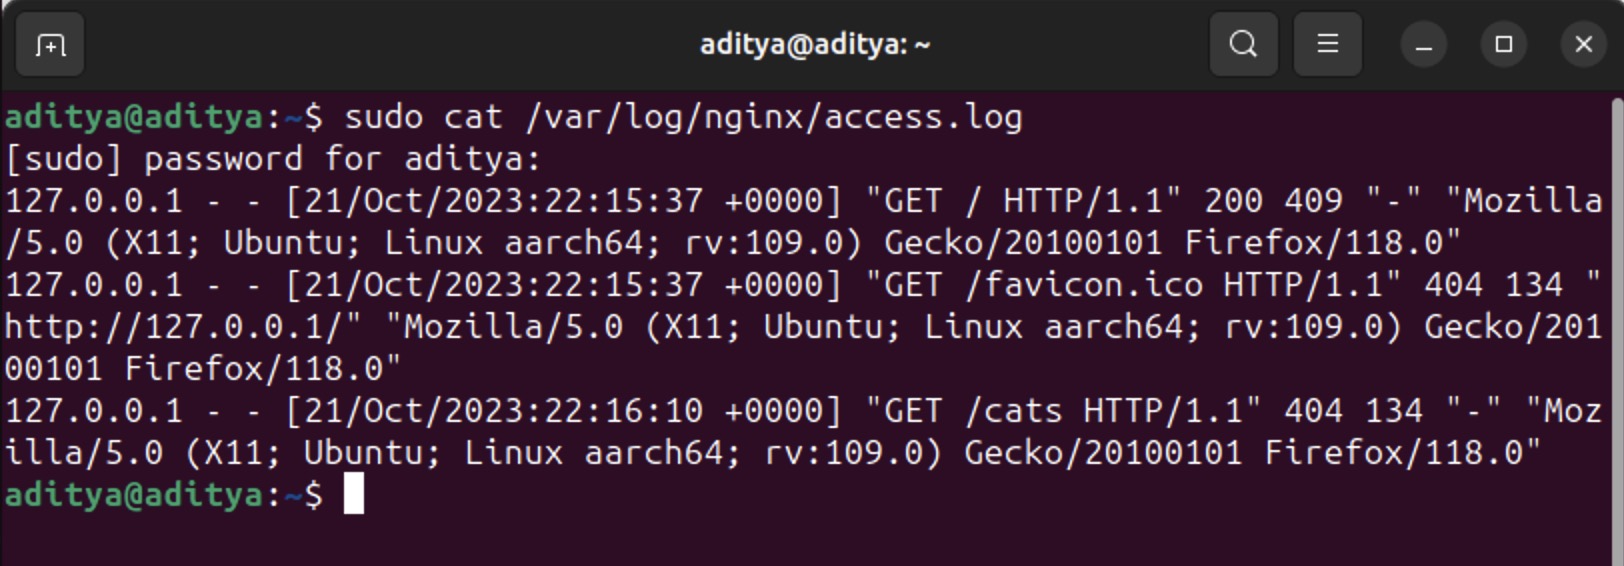 aditya@aditya: ~
aditya@aditya:~$ sudo cat /var/log/nginx/access.log
[sudo] password for aditya:
127.0.0.1 - - [21/Oct/2023:22:15:37 +0000] "GET / HTTP/1.1" 200 409 "-" "Mozilla
/5.0 (X11; Ubuntu; Linux aarch64; rv:109.0) Gecko/20100101 Firefox/118.0"
127.0.0.1 - - [21/Oct/2023:22:15:37 +0000] "GET /favicon.ico HTTP/1.1" 404 134 "
http://127.0.0.1/" "Mozilla/5.0 (X11; Ubuntu; Linux aarch64; rv:109.0) Gecko/201
00101 Firefox/118.0"
127.0.0.1 - - [21/Oct/2023:22:16:10 +0000] "GET /cats HTTP/1.1" 404 134 "-" "Moz
illa/5.0 (X11; Ubuntu; Linux aarch64; rv:109.0) Gecko/20100101 Firefox/118.0"
aditya@aditya:~$